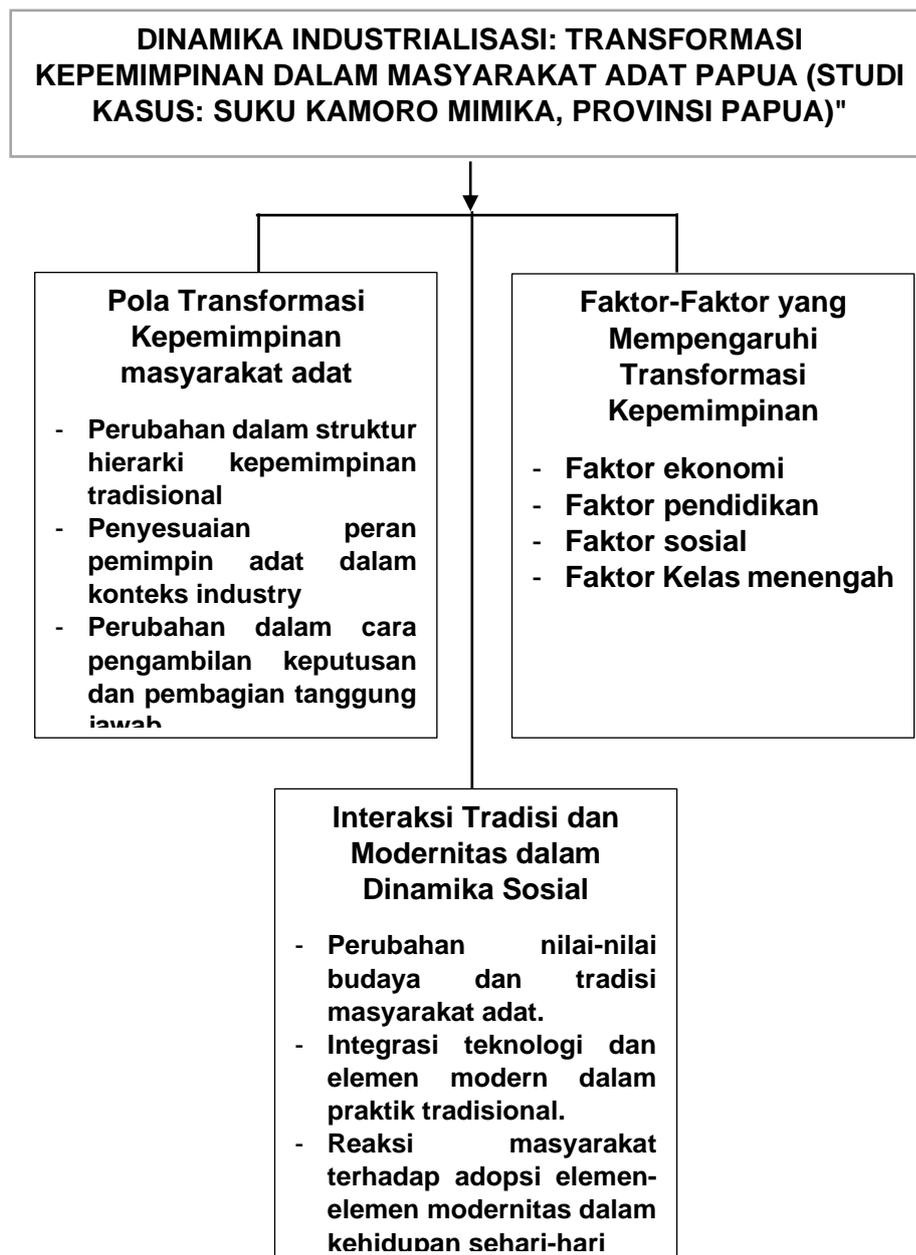 DINAMIKA INDUSTRIALISASI: TRANSFORMASI
KEPEMIMPINAN DALAM MASYARAKAT ADAT PAPUA (STUDI
KASUS: SUKU KAMORO MIMIKA, PROVINSI PAPUA)"
Pola Transformasi
Kepemimpinan
masyarakat adat
- Perubahan dalam struktur
hierarki kepemimpinan
tradisional
- Penyesuaian peran
pemimpin adat dalam
konteks industry
- Perubahan dalam cara
pengambilan keputusan
dan pembagian tanggung
jawab
Faktor-Faktor yang
Mempengaruhi
Transformasi
Kepemimpinan
- Faktor ekonomi
- Faktor pendidikan
- Faktor sosial
- Faktor Kelas menengah
Interaksi Tradisi dan
Modernitas dalam
Dinamika Sosial
- Perubahan nilai-nilai
budaya dan tradisi
masyarakat adat.
- Integrasi teknologi dan
elemen modern dalam
praktik tradisional.
- Reaksi masyarakat
terhadap adopsi elemen-
elemen modernitas dalam
kehidupan sehari-hari